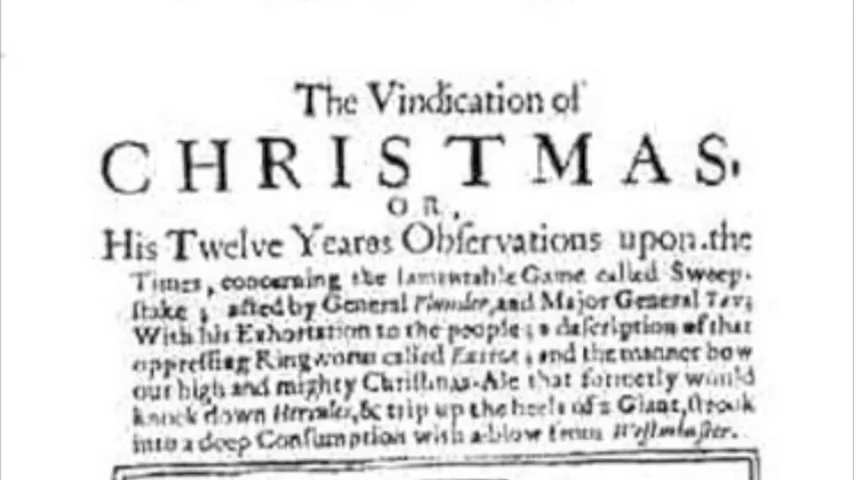 The Vindication of
CHRISTMAS,
OR,
His Twelve Yeares Obſervations upon the
Times, concerning the lamentable Game called Sweep-
ſtake; acted by General Plunder, and Major General Tax;
With his Exhortation to the people; a deſcription of that
oppreſſing Ringworm called Excize; and the manner how
our high and mighty Chriſtmas-Ale that formerly would
knock down Hercules, & trip up the heels of a Giant, ſtrook
into a deep Conſumption with a blow from Weſtminſter.